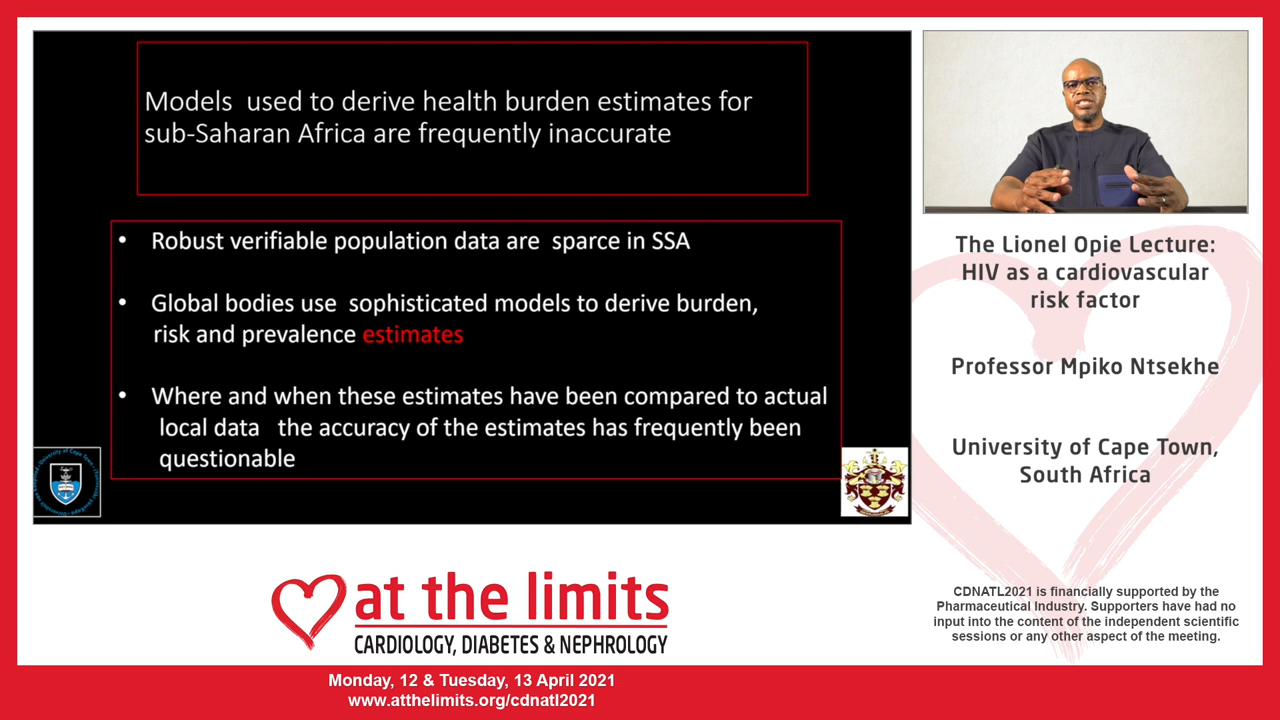 Models used to derive health burden estimates for
sub-Saharan Africa are frequently inaccurate
• Robust verifiable population data are sparce in SSA
• Global bodies use sophisticated models to derive burden,
risk and prevalence estimates
• Where and when these estimates have been compared to actual
local data the accuracy of the estimates has frequently been
questionable
The Lionel Opie Lecture:
HIV as a cardiovascular
risk factor
Professor Mpiko Ntsekhe
University of Cape Town,
South Africa
CDNATL2021 is financially supported by the
Pharmaceutical Industry. Supporters have had no
input into the content of the independent scientific
sessions or any other aspect of the meeting.
at the limits
CARDIOLOGY, DIABETES & NEPHROLOGY
Monday, 12 & Tuesday, 13 April 2021
www.atthelimits.org/cdnatl2021